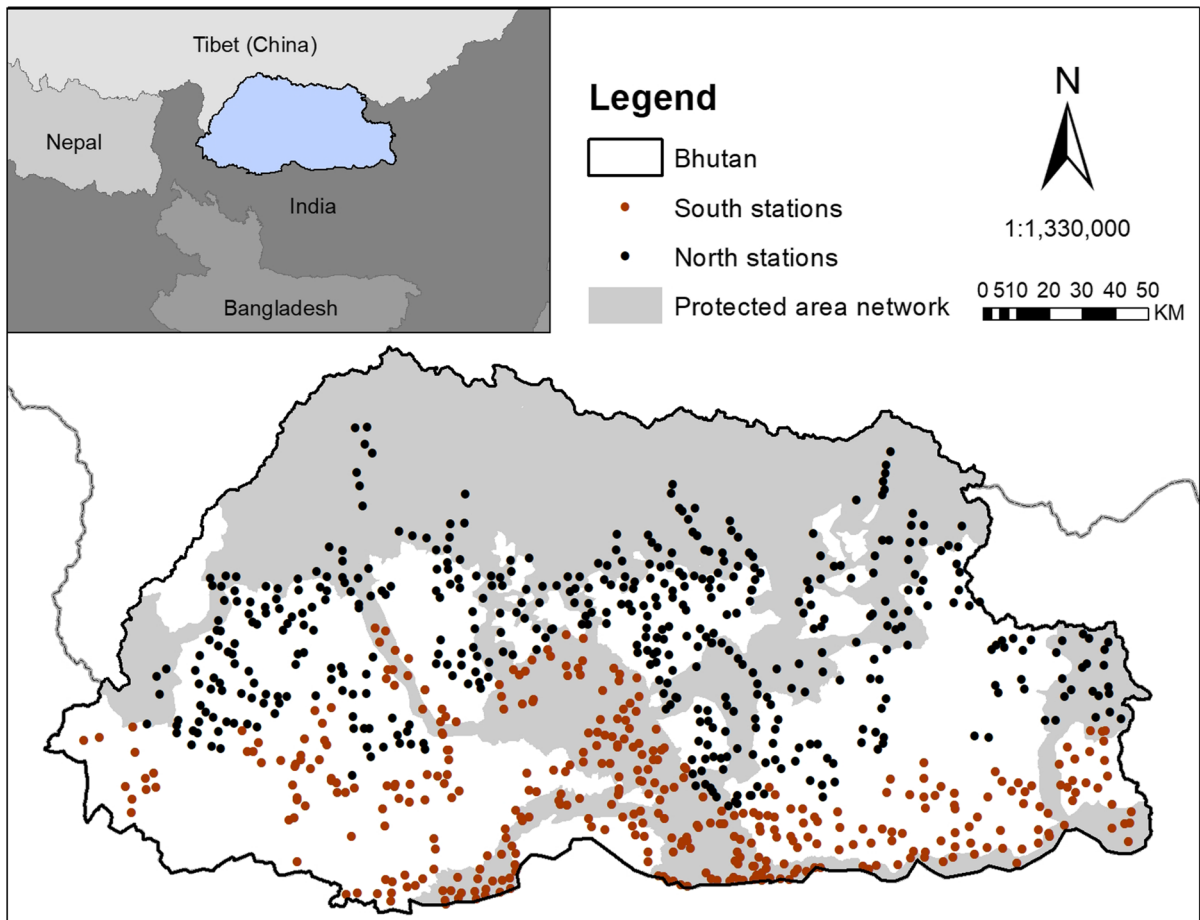 Tibet (China)
Nepal
India
Bangladesh
Legend
Bhutan
South stations
North stations
Protected area network
N
1:1,330,000
0 510 20 30 40 50
KM